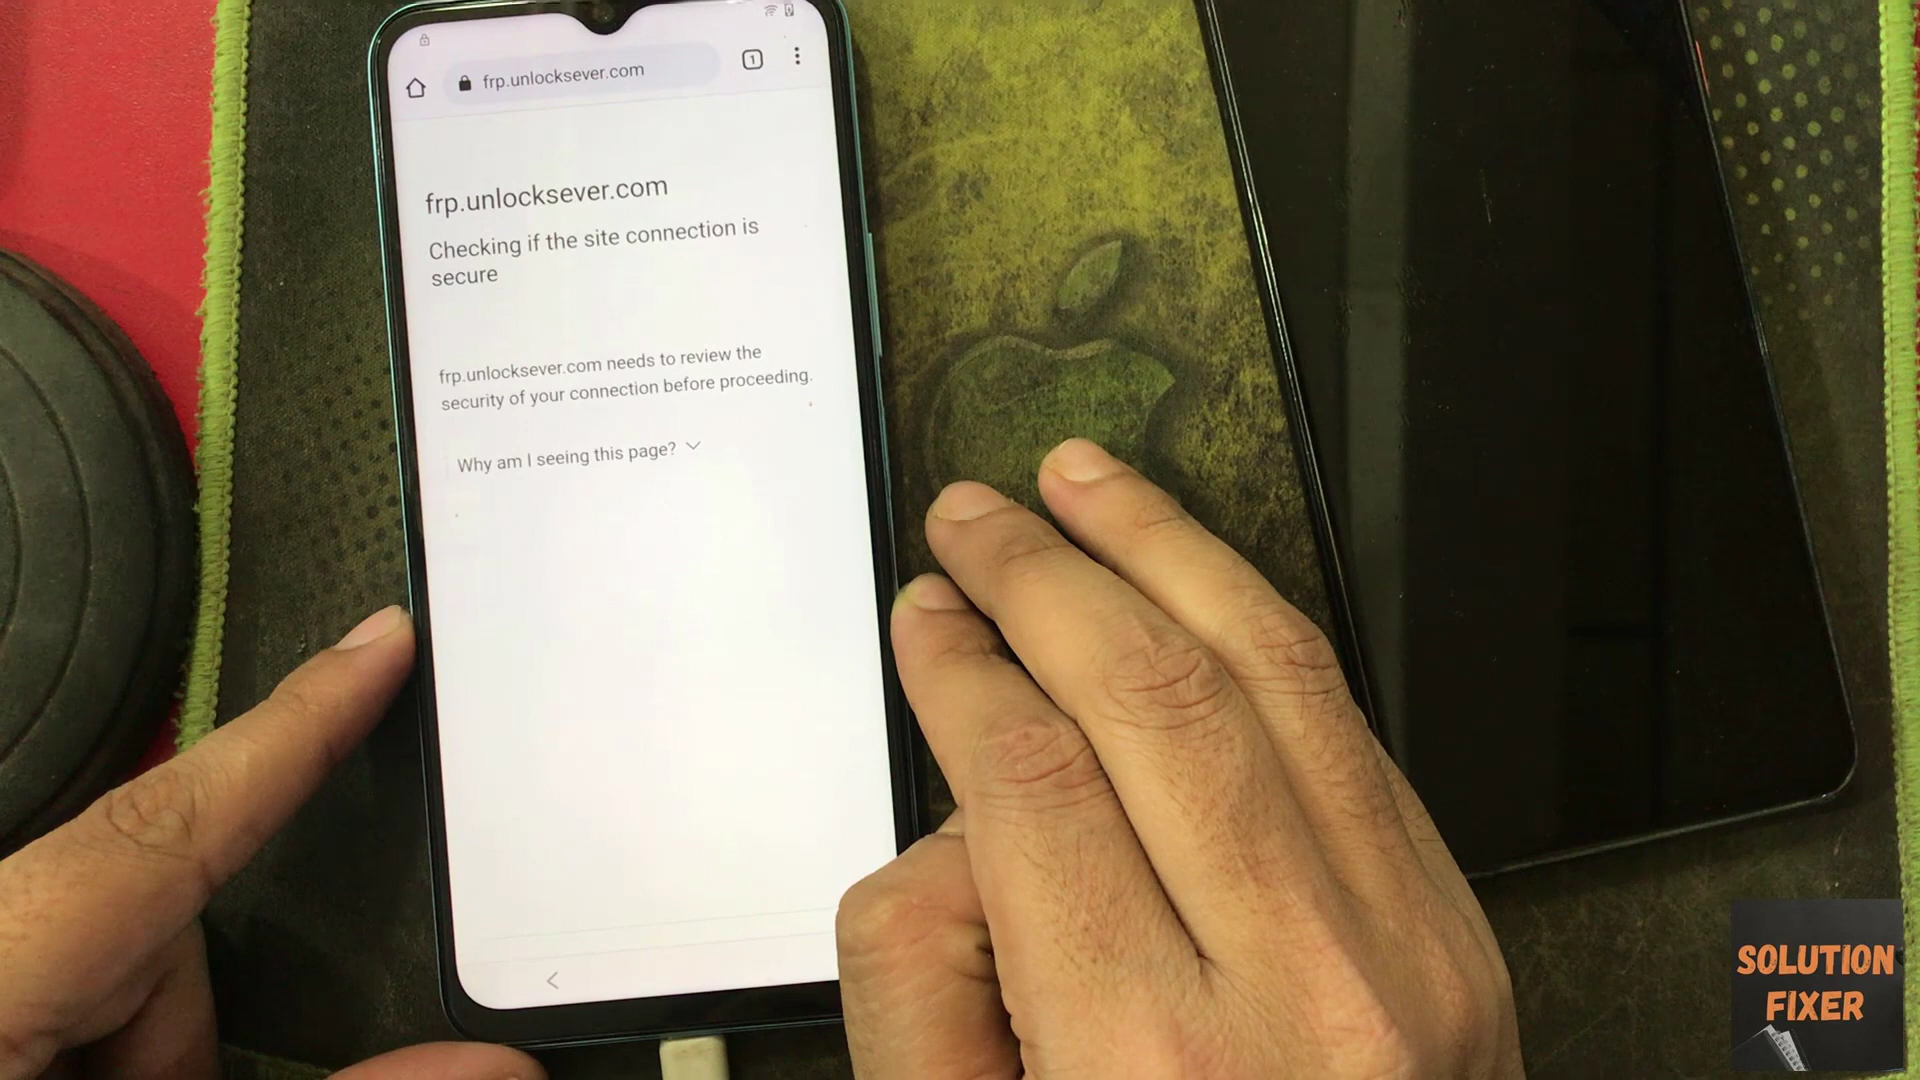 1
frp.unlocksever.com
frp.unlocksever.com
Checking if the site connection is
secure
frp.unlocksever.com needs to review the
security of your connection before proceeding.
Why am I seeing this page?
SOLUTION
FIXER